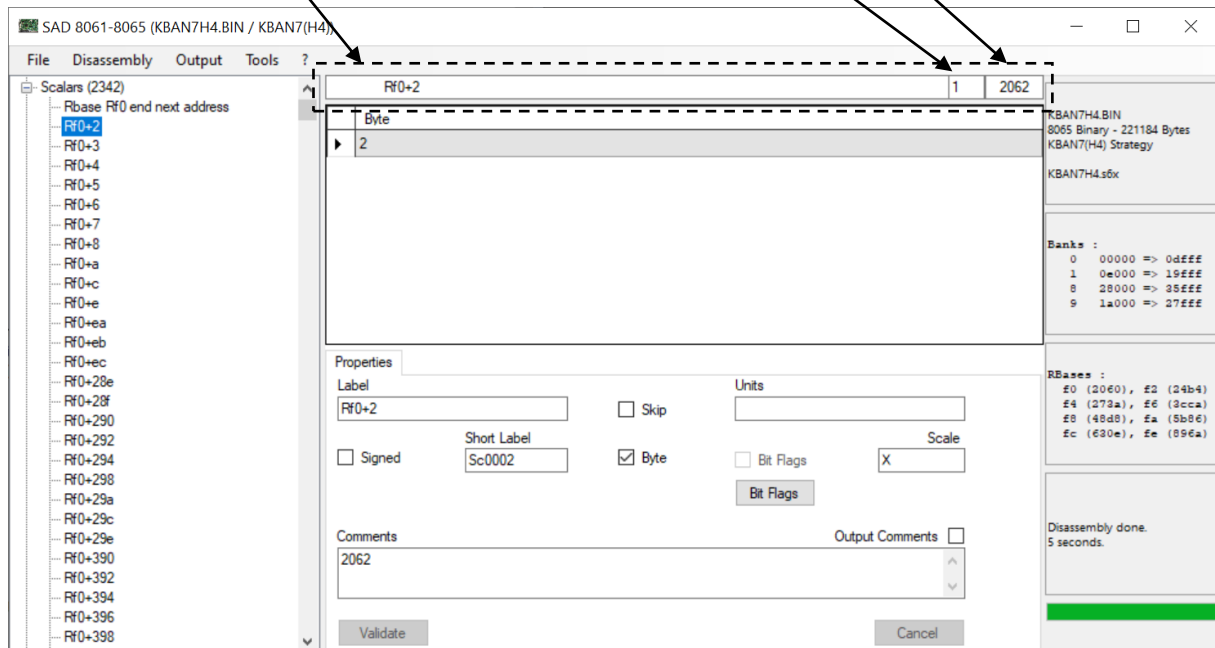 SAD 8061-8065 (KBAN7H4.BIN / KBAN7(H4))
File Disassembly Output Tools ?
Scalars (2342)
Rbase Rf0 end next address
Rf0+2
Rf0+3
Rf0+4
Rf0+5
Rf0+6
Rf0+7
Rf0+8
Rf0+a
Rf0+c
Rf0+e
Rf0+ea
Rf0+eb
Rf0+ec
Rf0+28e
Rf0+28f
Rf0+290
Rf0+292
Rf0+294
Rf0+298
Rf0+29a
Rf0+29c
Rf0+29e
Rf0+390
Rf0+392
Rf0+394
Rf0+396
Rf0+398
Rf0+2 1 2062
Byte
2
Properties
Label Units
Rf0+2 Skip
Short Label Scale
Signed Sc0002 Byte Bit Flags X
Bit Flags
Comments Output Comments
2062
Validate Cancel
KBAN7H4.BIN
8065 Binary - 221184 Bytes
KBAN7(H4) Strategy
KBAN7H4.s6x
Banks :
0 00000 => 0dfff
1 0e000 => 19fff
8 28000 => 35fff
9 1a000 => 27fff
RBases :
f0 (2060), f2 (24b4)
f4 (273a), f6 (3cca)
f8 (48d8), fa (5b86)
fc (630e), fe (896a)
Disassembly done.
5 seconds.